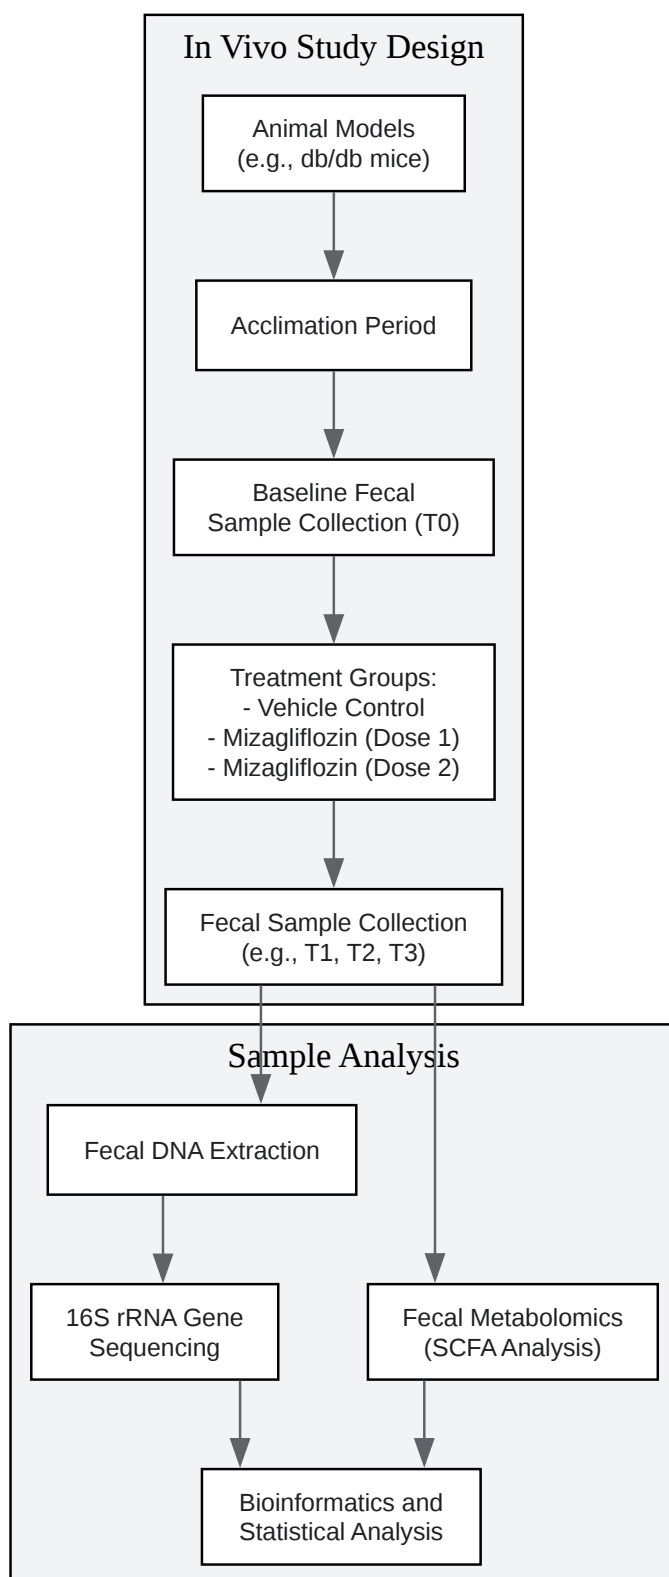 In Vivo Study Design
Animal Models
(e.g., db/db mice)
Acclimation Period
Baseline Fecal
Sample Collection (T0)
Treatment Groups:
- Vehicle Control
- Mizagliflozin (Dose 1)
- Mizagliflozin (Dose 2)
Fecal Sample Collection
(e.g., T1, T2, T3)
Sample Analysis
Fecal DNA Extraction
16S rRNA Gene
Sequencing
Fecal Metabolomics
(SCFA Analysis)
Bioinformatics and
Statistical Analysis